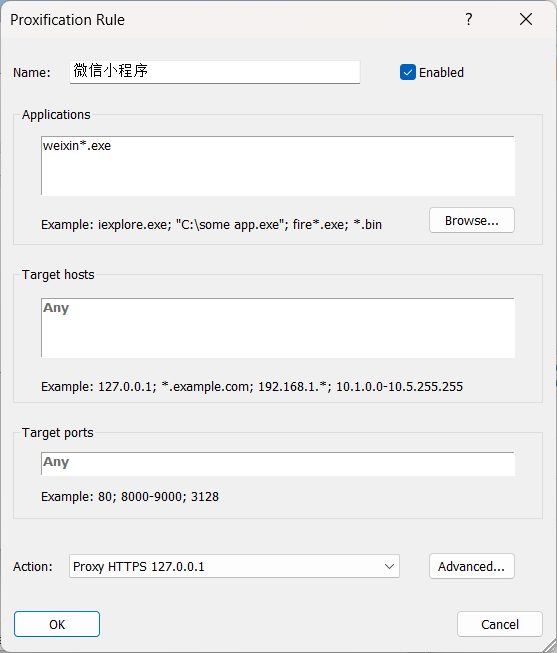 Proxification Rule
?
Name: 微信小程序 Enabled
Applications
weixin*.exe
Example: iexplore.exe; "C:\some app.exe"; fire*.exe; *.bin Browse...
Target hosts
Any
Example: 127.0.0.1; *.example.com; 192.168.1.*; 10.1.0.0-10.5.255.255
Target ports
Any
Example: 80; 8000-9000; 3128
Action: Proxy HTTPS 127.0.0.1 Advanced...
OK Cancel